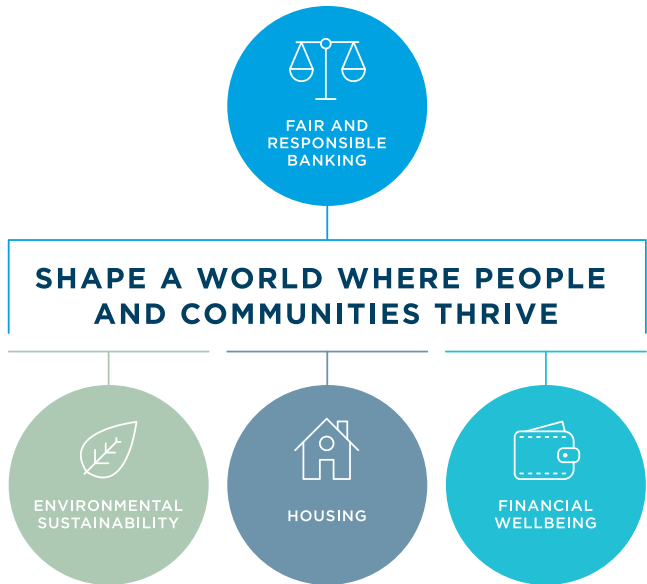 FAIR AND
RESPONSIBLE
BANKING
SHAPE A WORLD WHERE PEOPLE
AND COMMUNITIES THRIVE
ENVIRONMENTAL
SUSTAINABILITY
HOUSING
FINANCIAL
WELLBEING